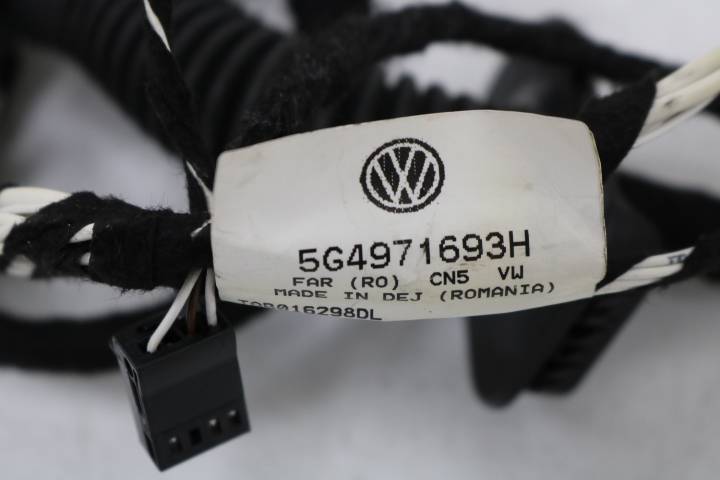 5G4971693H
FAR (RO) CN5 VW
MADE IN DEJ (ROMANIA)